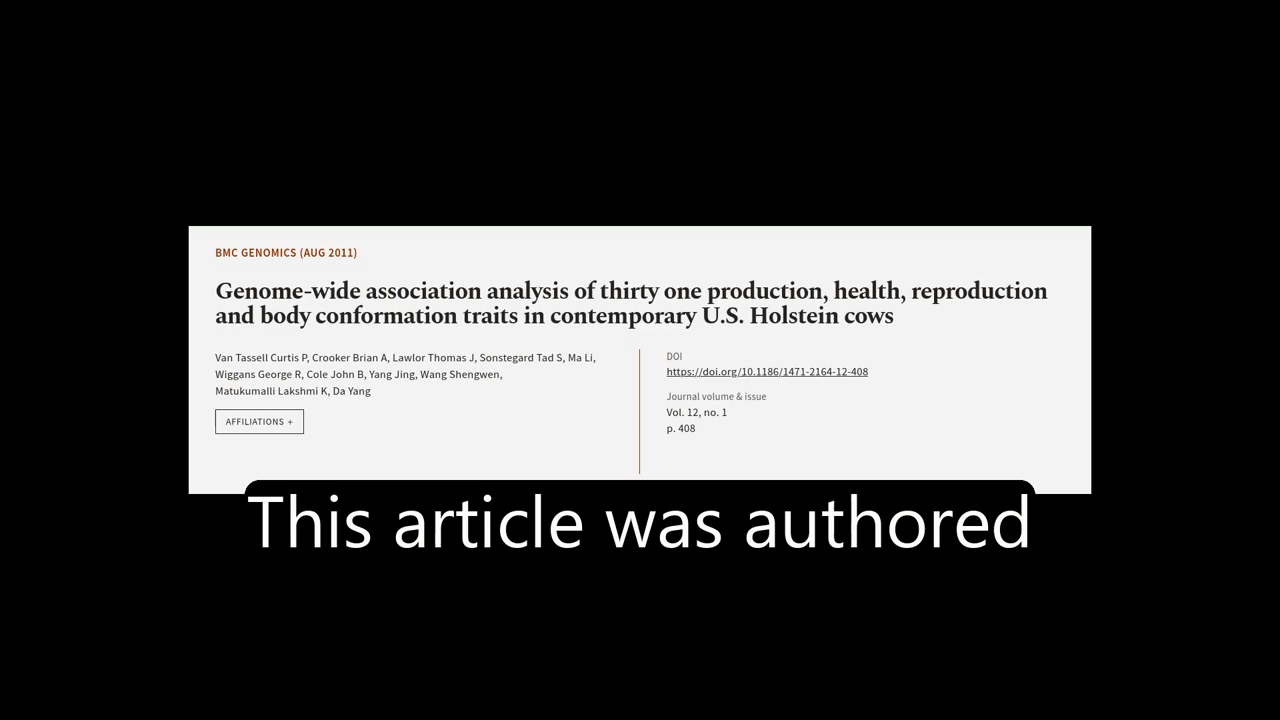 BMC GENOMICS (AUG 2011)
Genome-wide association analysis of thirty one production, health, reproduction
and body conformation traits in contemporary U.S. Holstein cows
Van Tassell Curtis P, Crooker Brian A, Lawlor Thomas J, Sonstegard Tad S, Ma Li,
Wiggans George R, Cole John B, Yang Jing, Wang Shengwen,
Matukumalli Lakshmi K, Da Yang
AFFILIATIONS +
DOI
https://doi.org/10.1186/1471-2164-12-408
Journal volume & issue
Vol. 12, no. 1
p. 408
This article was authored